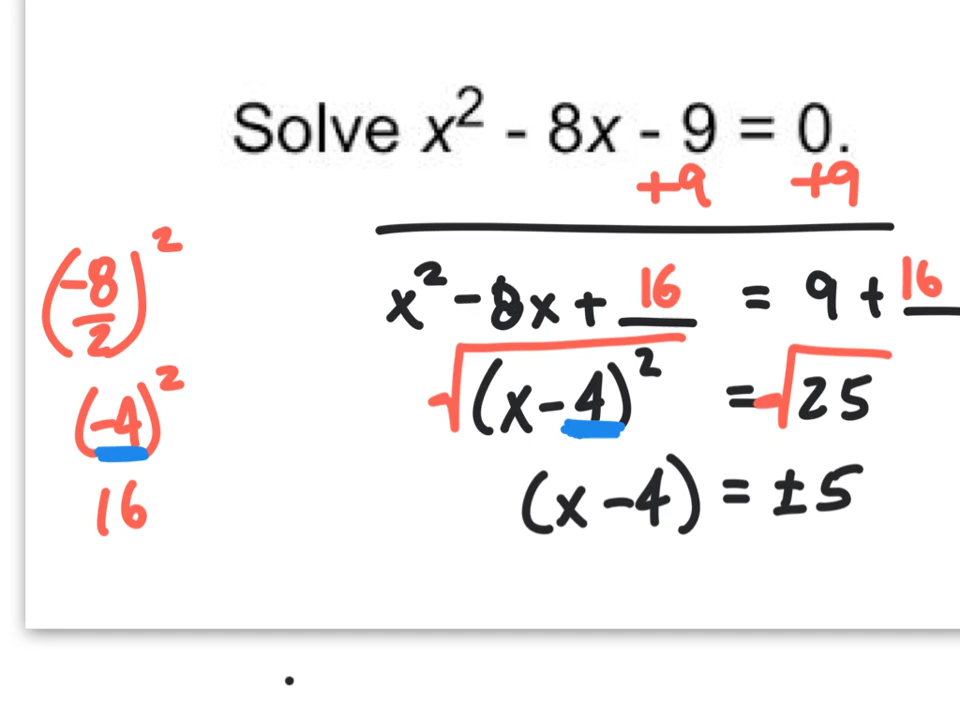 Solve x² - 8x - 9 = 0.
+9 +9
x² - 8x + 16 = 9 + 16
√(x-4)² = √25
(x-4) = ±5
(-8/2)²
(-4)²
16